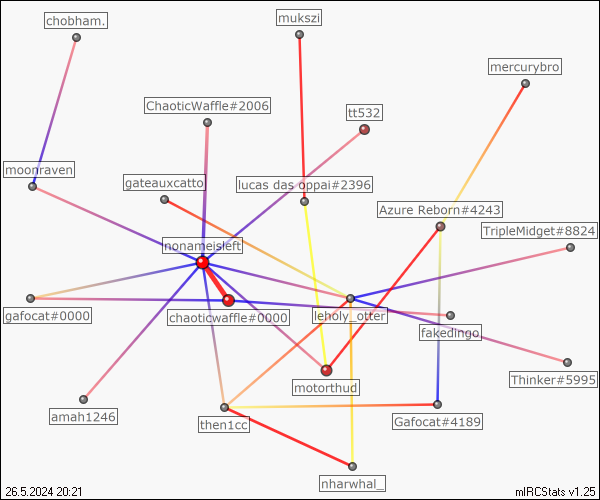 mukszi
chobham.
mercurybro
ChaoticWaffle#2006
tt532
moonraven
gateauxcatto
lucas das oppai#2396
Azure Reborn#4243
TripleMidget#8824
nonameisleft
gafocat#0000
chaoticwaffle#0000
leholy_otter
fakedingo
Thinker#5995
motorthud
amah1246
then1cc
Gafocat#4189
nharwhal_
26.5.2024 20:21
mIRCStats v1.25